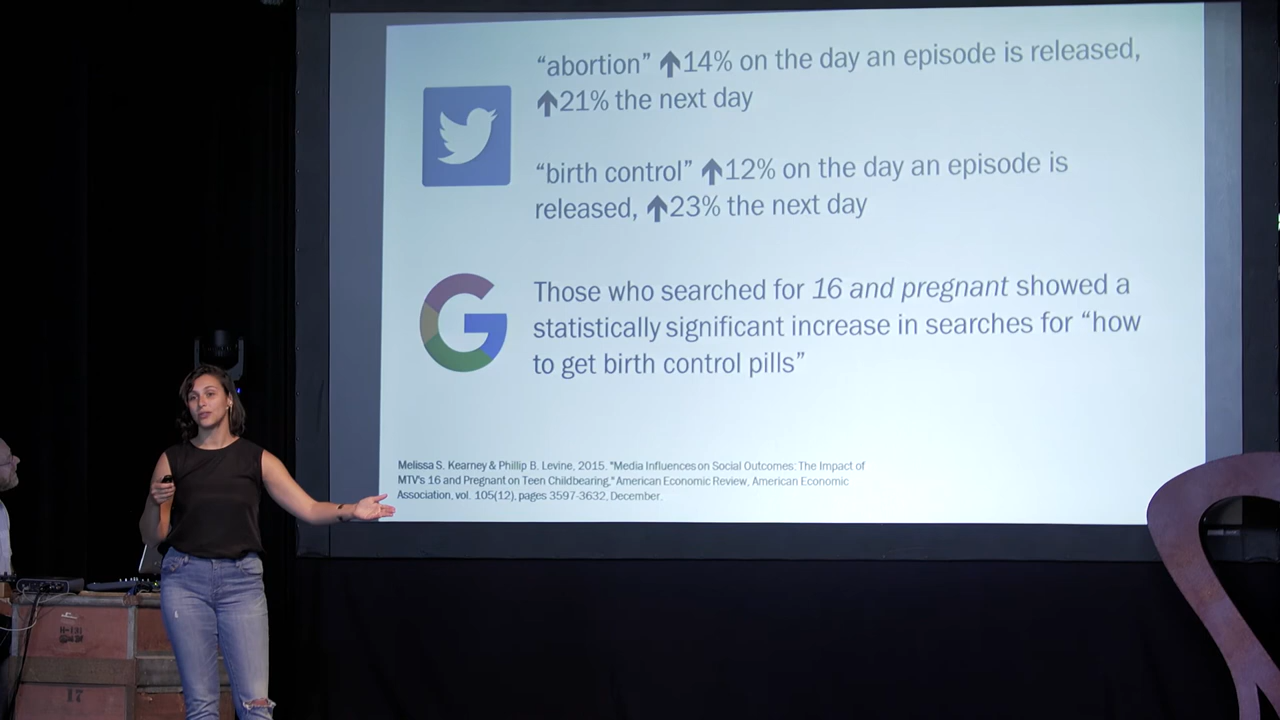 “abortion” ↑14% on the day an episode is released,
↑21% the next day
“birth control” ↑12% on the day an episode is
released, ↑23% the next day
Those who searched for 16 and pregnant showed a
statistically significant increase in searches for “how
to get birth control pills”
Melissa S. Kearney & Phillip B. Levine, 2015. "Media Influences on Social Outcomes: The Impact of
MTV's 16 and Pregnant on Teen Childbearing," American Economic Review, American Economic
Association, vol. 105(12), pages 3597-3632, December.
17